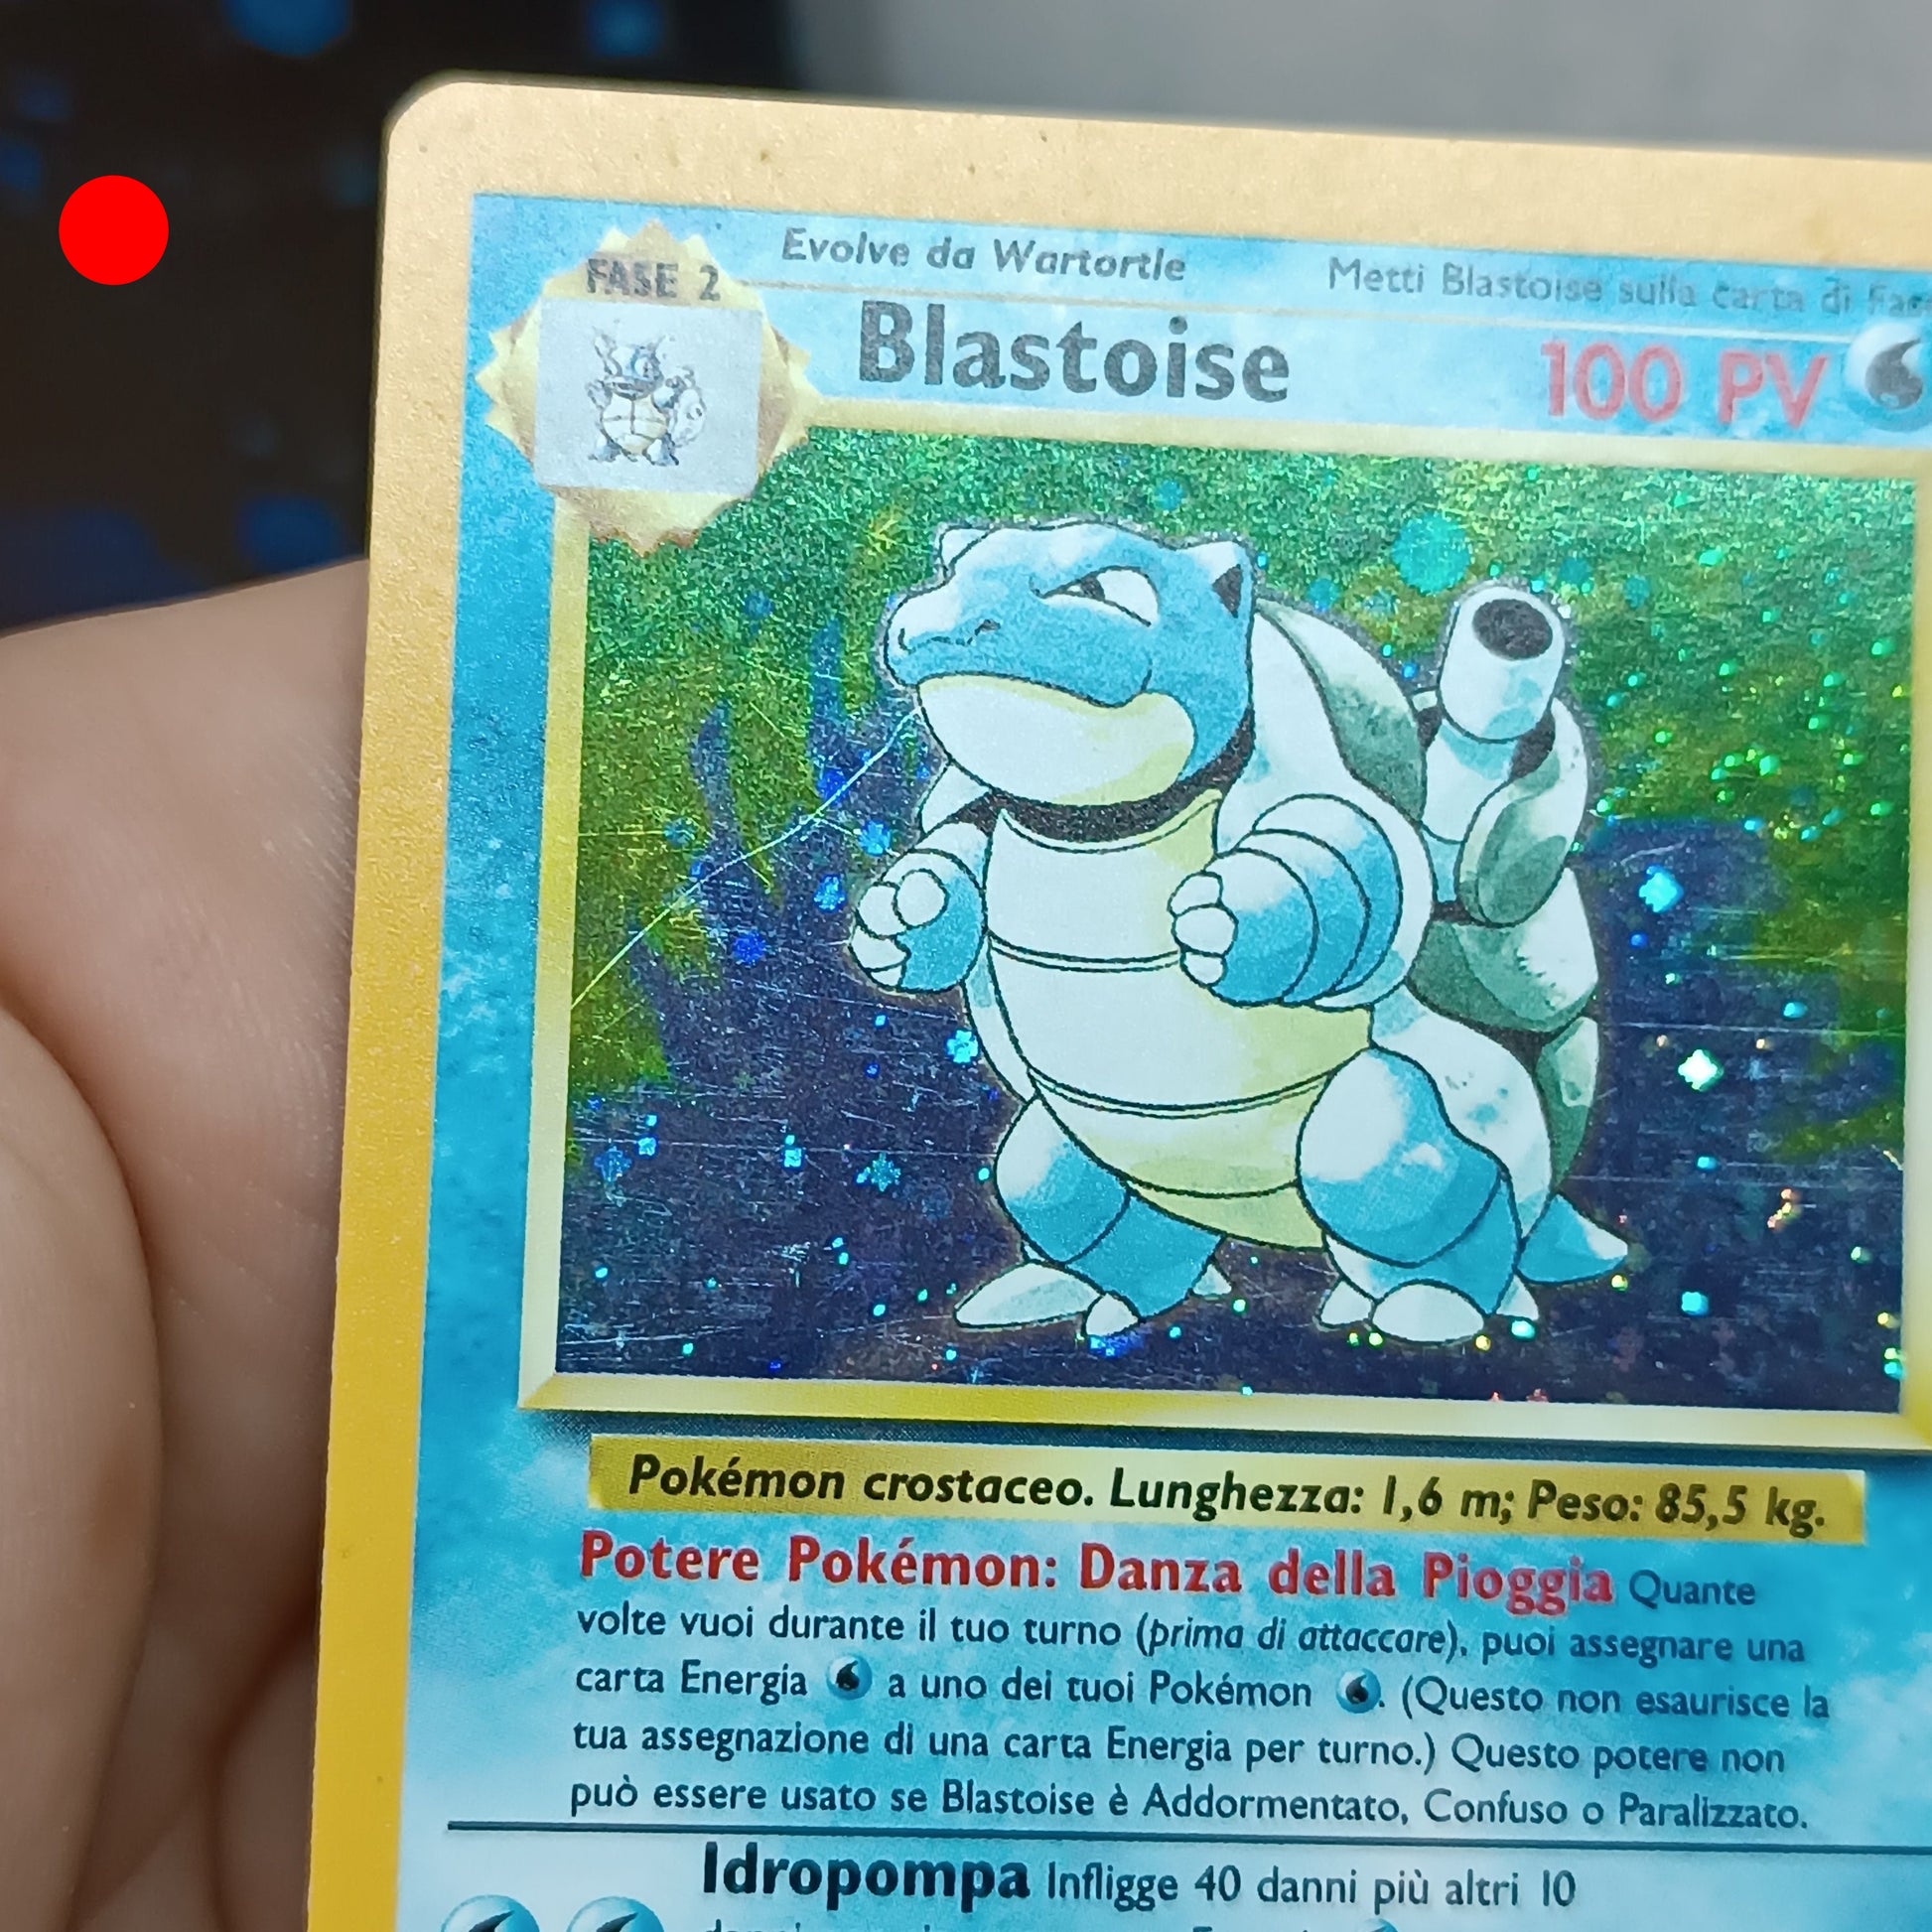 Evolve da Wartortle
Metti Blastoise sulla carta di
FASE 2
Blastoise
100 PV
Pokémon crostaceo. Lunghezza: 1,6 m; Peso: 85,5 kg.
Potere Pokémon: Danza della Pioggia Quante
volte vuoi durante il tuo turno (prima di attaccare), puoi assegnare una
carta Energia a uno dei tuoi Pokémon . (Questo non esaurisce la
tua assegnazione di una carta Energia per turno.) Questo potere non
può essere usato se Blastoise è Addormentato, Confuso o Paralizzato.
Idropompa Infligge 40 danni più altri 10